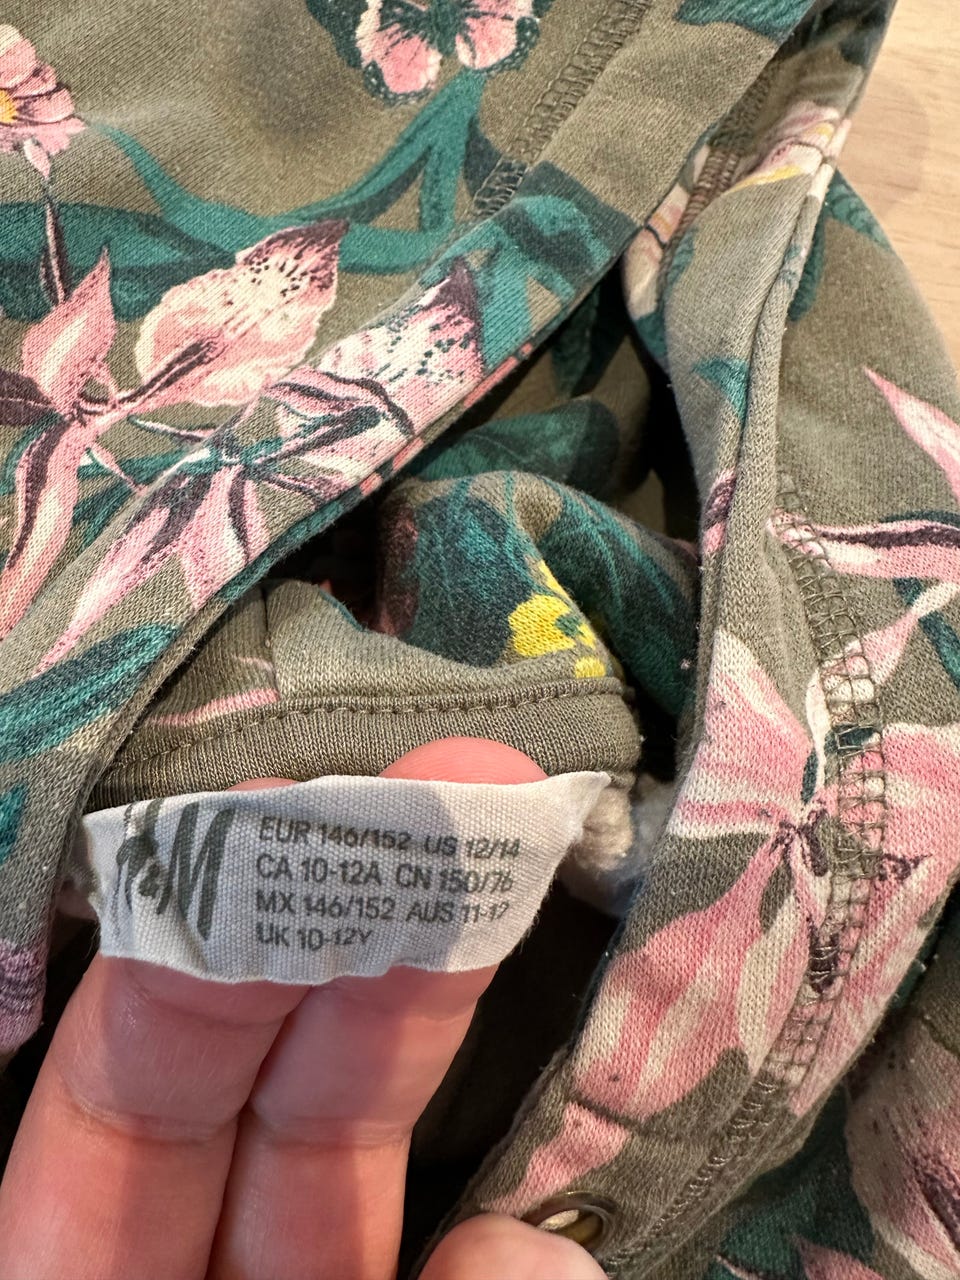 H&M
EUR 146/152 US 12/14
CA 10-12A CN 150/76
MX 146/152 AUS 11-12
UK 10-12Y